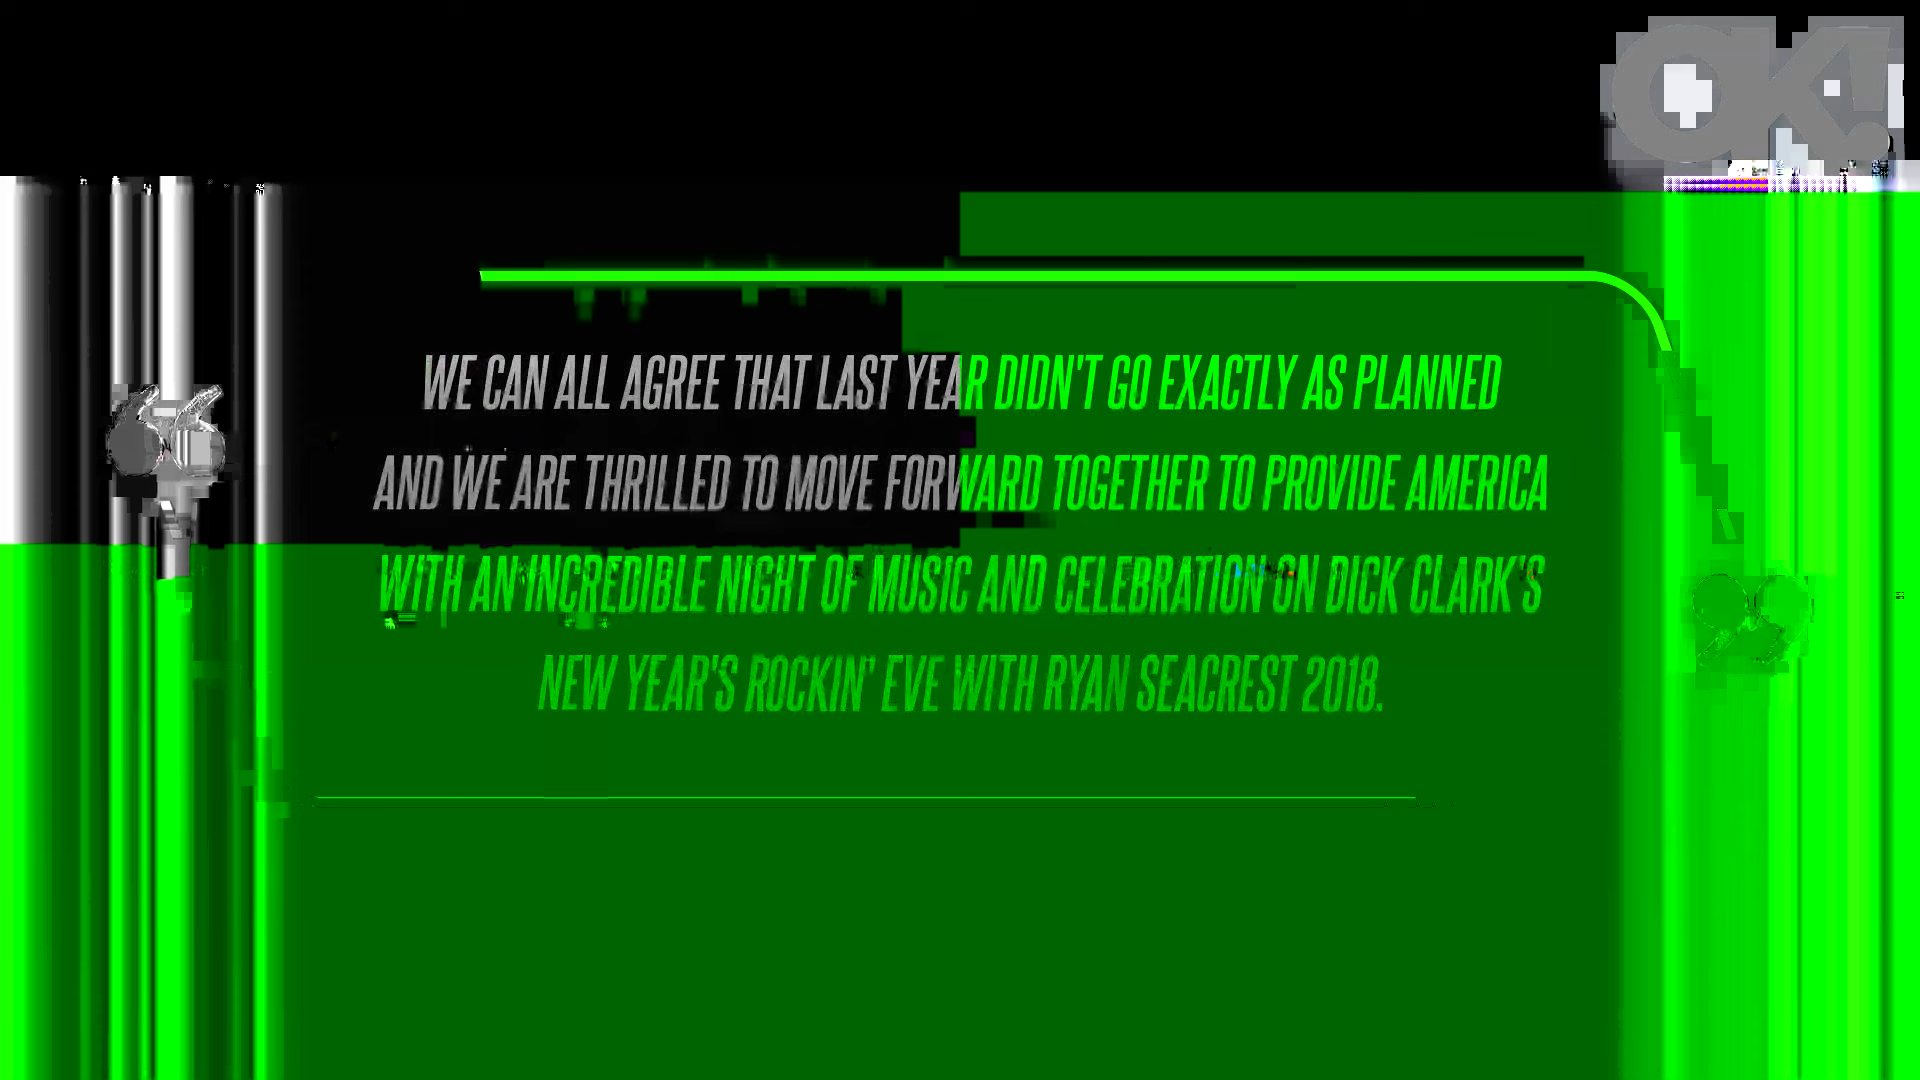 OK!
WE CAN ALL AGREE THAT LAST YEAR DIDN'T GO EXACTLY AS PLANNED
AND WE ARE THRILLED TO MOVE FORWARD TOGETHER TO PROVIDE AMERICA
WITH AN INCREDIBLE NIGHT OF MUSIC AND CELEBRATION ON DICK CLARK'S
NEW YEAR'S ROCKIN' EVE WITH RYAN SEACREST 2018.